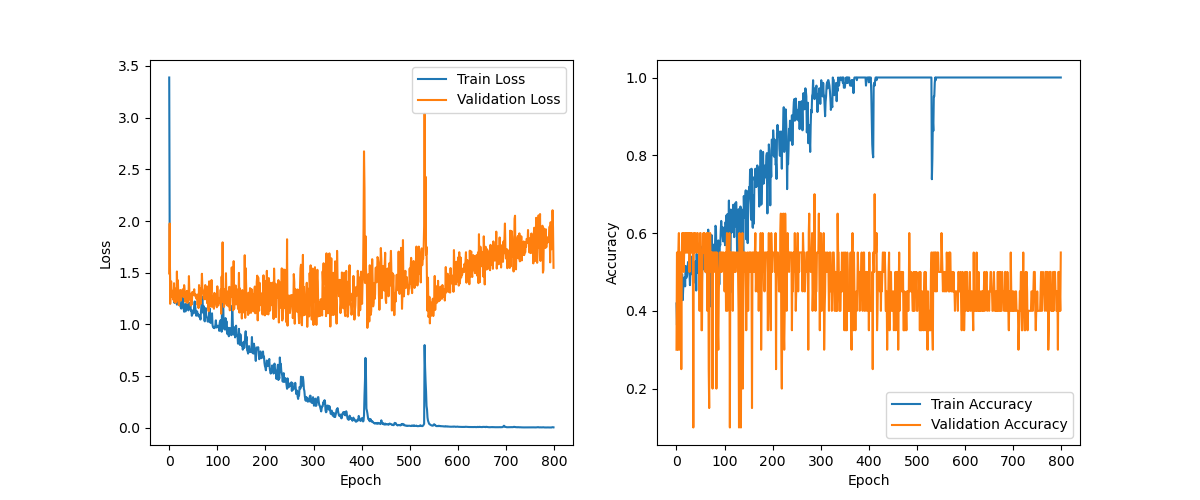 3.5
3.0
2.5
2.0
1.5
1.0
0.5
0.0
Loss
0 100 200 300 400 500 600 700 800
Epoch
Train Loss
Validation Loss
1.0
0.8
0.6
0.4
0.2
Accuracy
0 100 200 300 400 500 600 700 800
Epoch
Train Accuracy
Validation Accuracy